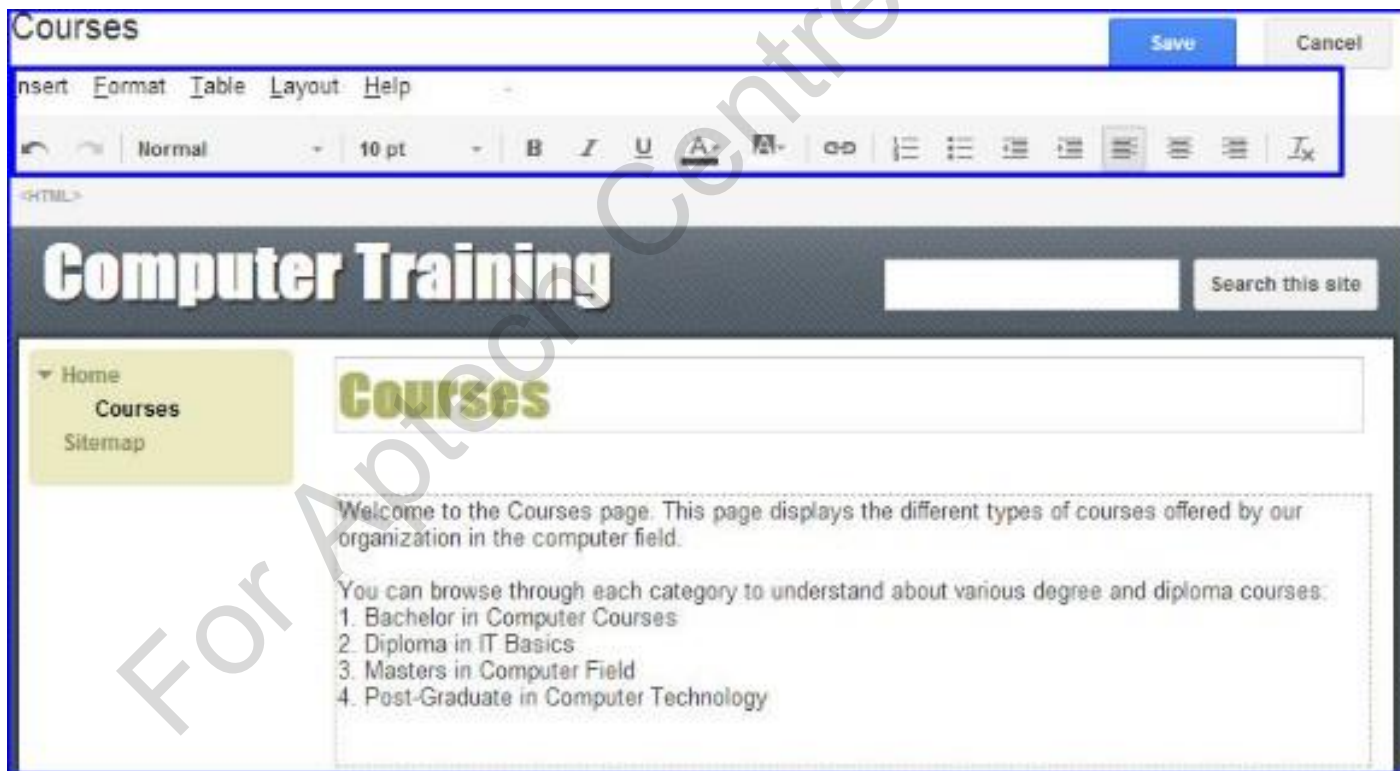 Courses
Save
Cancel
nsert Format Table Layout Help
Normal 10 pt B I U A A
<HTML>
Computer Training
Search this site
Home
Courses
Sitemap
Courses
Welcome to the Courses page. This page displays the different types of courses offered by our
organization in the computer field.
You can browse through each category to understand about various degree and diploma courses:
1. Bachelor in Computer Courses
2. Diploma in IT Basics
3. Masters in Computer Field
4. Post-Graduate in Computer Technology
For Aptech Centre